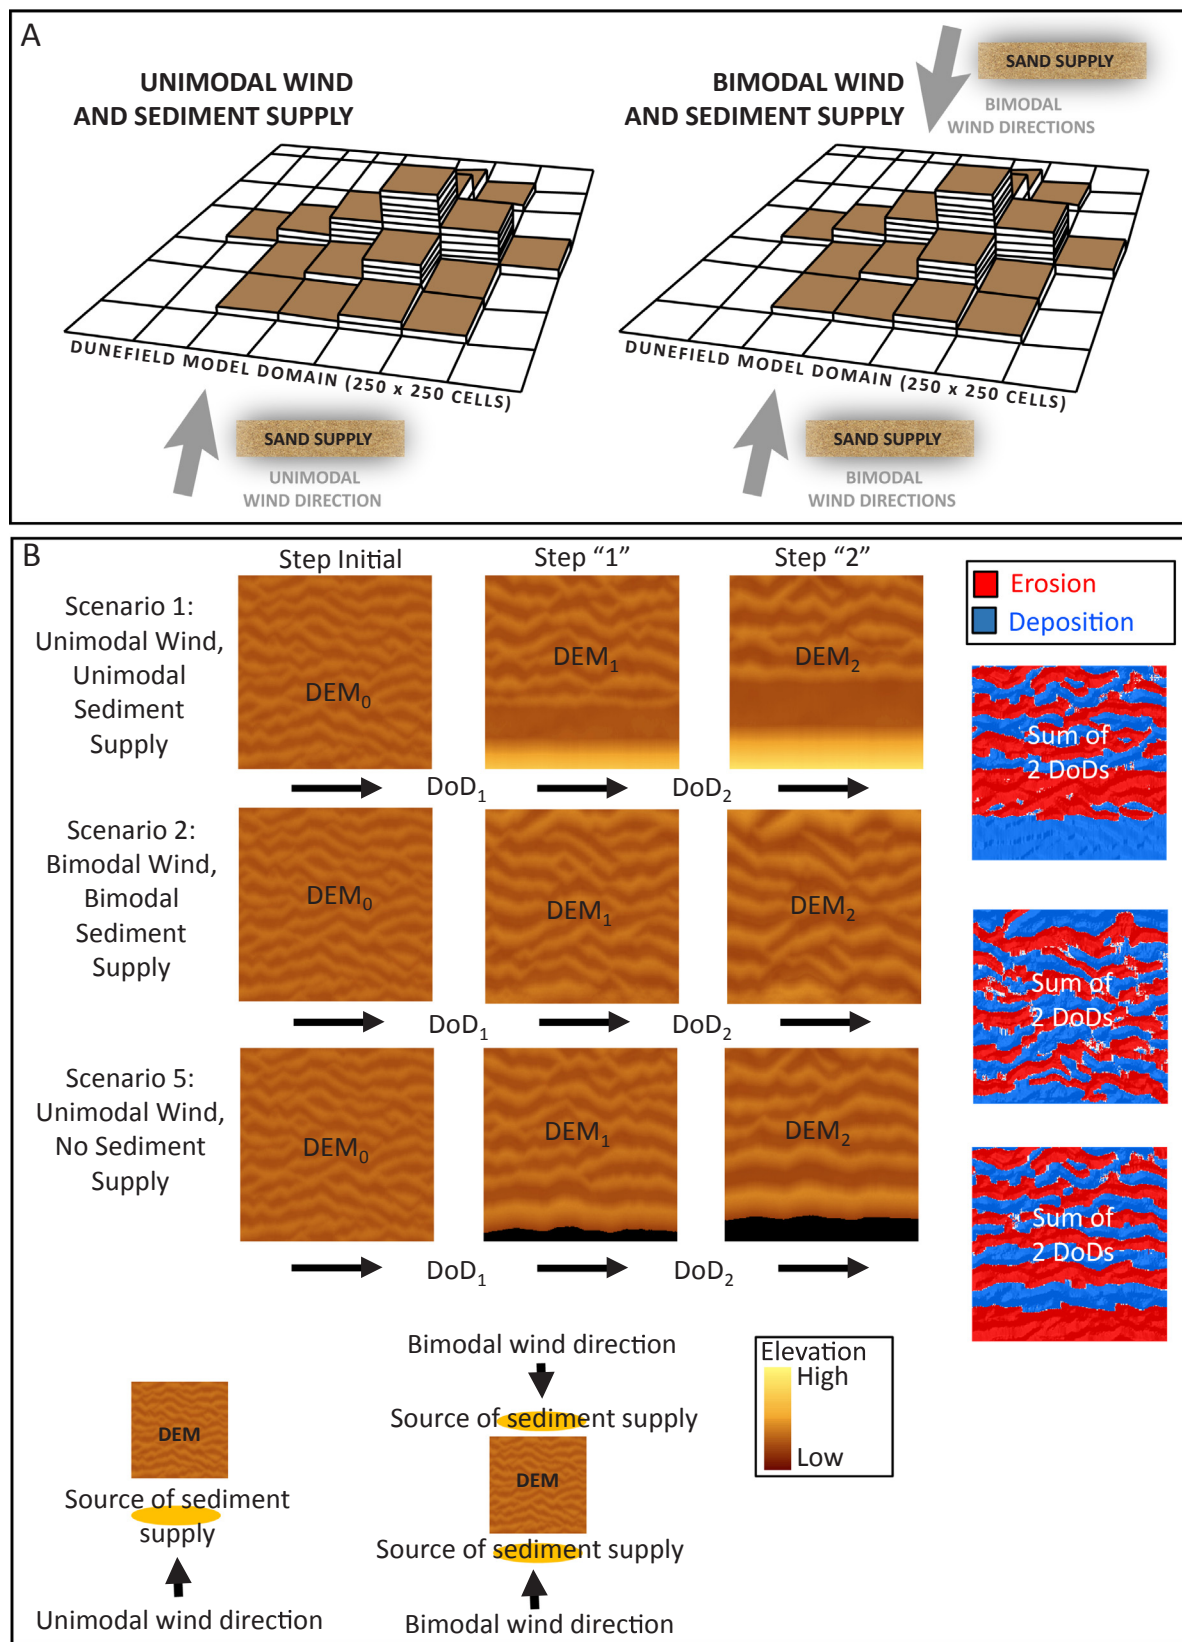 A
UNIMODAL WIND
AND SEDIMENT SUPPLY
DUNEFIELD MODEL DOMAIN (250 x 250 CELLS)
SAND SUPPLY
UNIMODAL
WIND DIRECTION
BIMODAL WIND
AND SEDIMENT SUPPLY
SAND SUPPLY
BIMODAL
WIND DIRECTIONS
DUNEFIELD MODEL DOMAIN (250 x 250 CELLS)
SAND SUPPLY
BIMODAL
WIND DIRECTIONS
B
Step Initial
Step “1”
Step “2”
Erosion
Deposition
Scenario 1:
Unimodal Wind,
Unimodal
Sediment
Supply
DEM0
DEM1
DEM2
DoD1
DoD2
Sum of
2 DoDs
Scenario 2:
Bimodal Wind,
Bimodal
Sediment
Supply
DEM0
DEM1
DEM2
DoD1
DoD2
Sum of
2 DoDs
Scenario 5:
Unimodal Wind,
No Sediment
Supply
DEM0
DEM1
DEM2
DoD1
DoD2
Sum of
2 DoDs
DEM
Source of sediment
supply
Unimodal wind direction
Bimodal wind direction
Source of sediment supply
DEM
Source of sediment supply
Bimodal wind direction
Elevation
High
Low